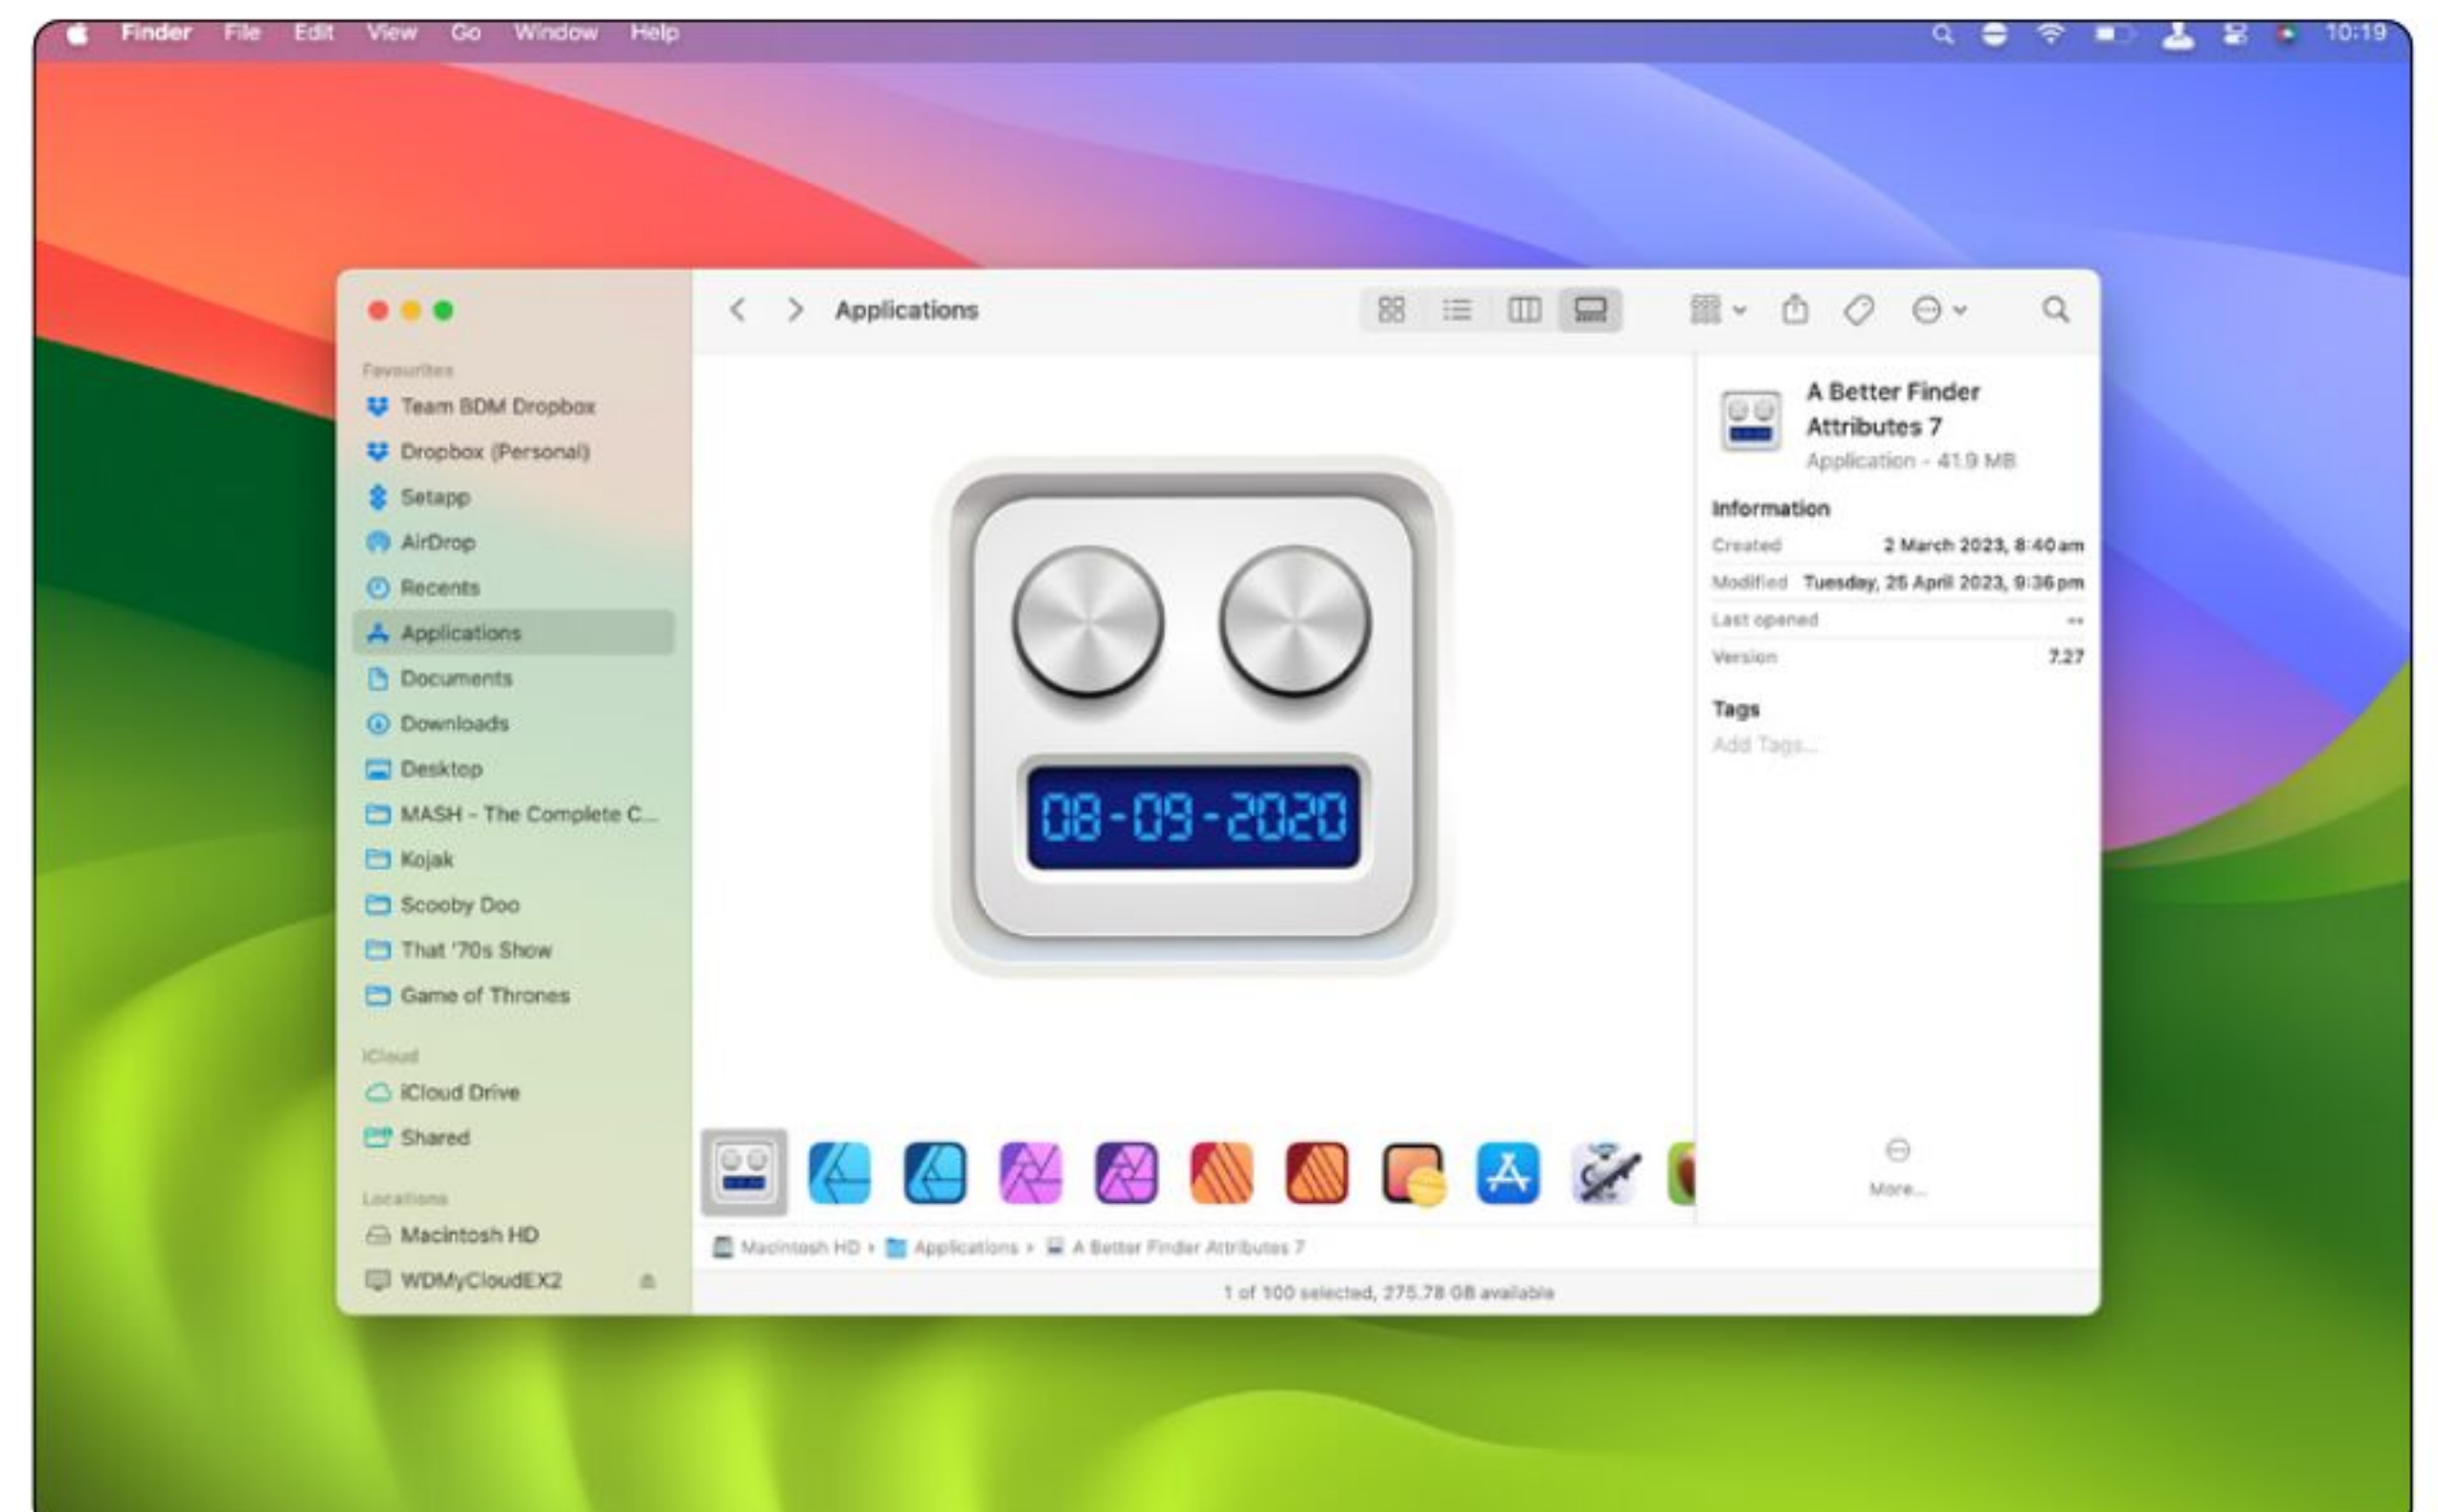 Finder File Edit View Go Window Help 10:19
Applications
Favourites
Team BDM Dropbox
Dropbox (Personal)
Setapp
AirDrop
Recents
Applications
Documents
Downloads
Desktop
MASH - The Complete C...
Kojak
Scooby Doo
That '70s Show
Game of Thrones
iCloud
iCloud Drive
Shared
Locations
Macintosh HD
WDMyCloudEX2
08-09-2020
A Better Finder
Attributes 7
Application - 41.9 MB
Information
Created 2 March 2023, 8:40 am
Modified Tuesday, 25 April 2023, 9:36 pm
Last opened --
Version 7.27
Tags
Add Tags...
More...
Macintosh HD › Applications › A Better Finder Attributes 7
1 of 100 selected, 275.78 GB available